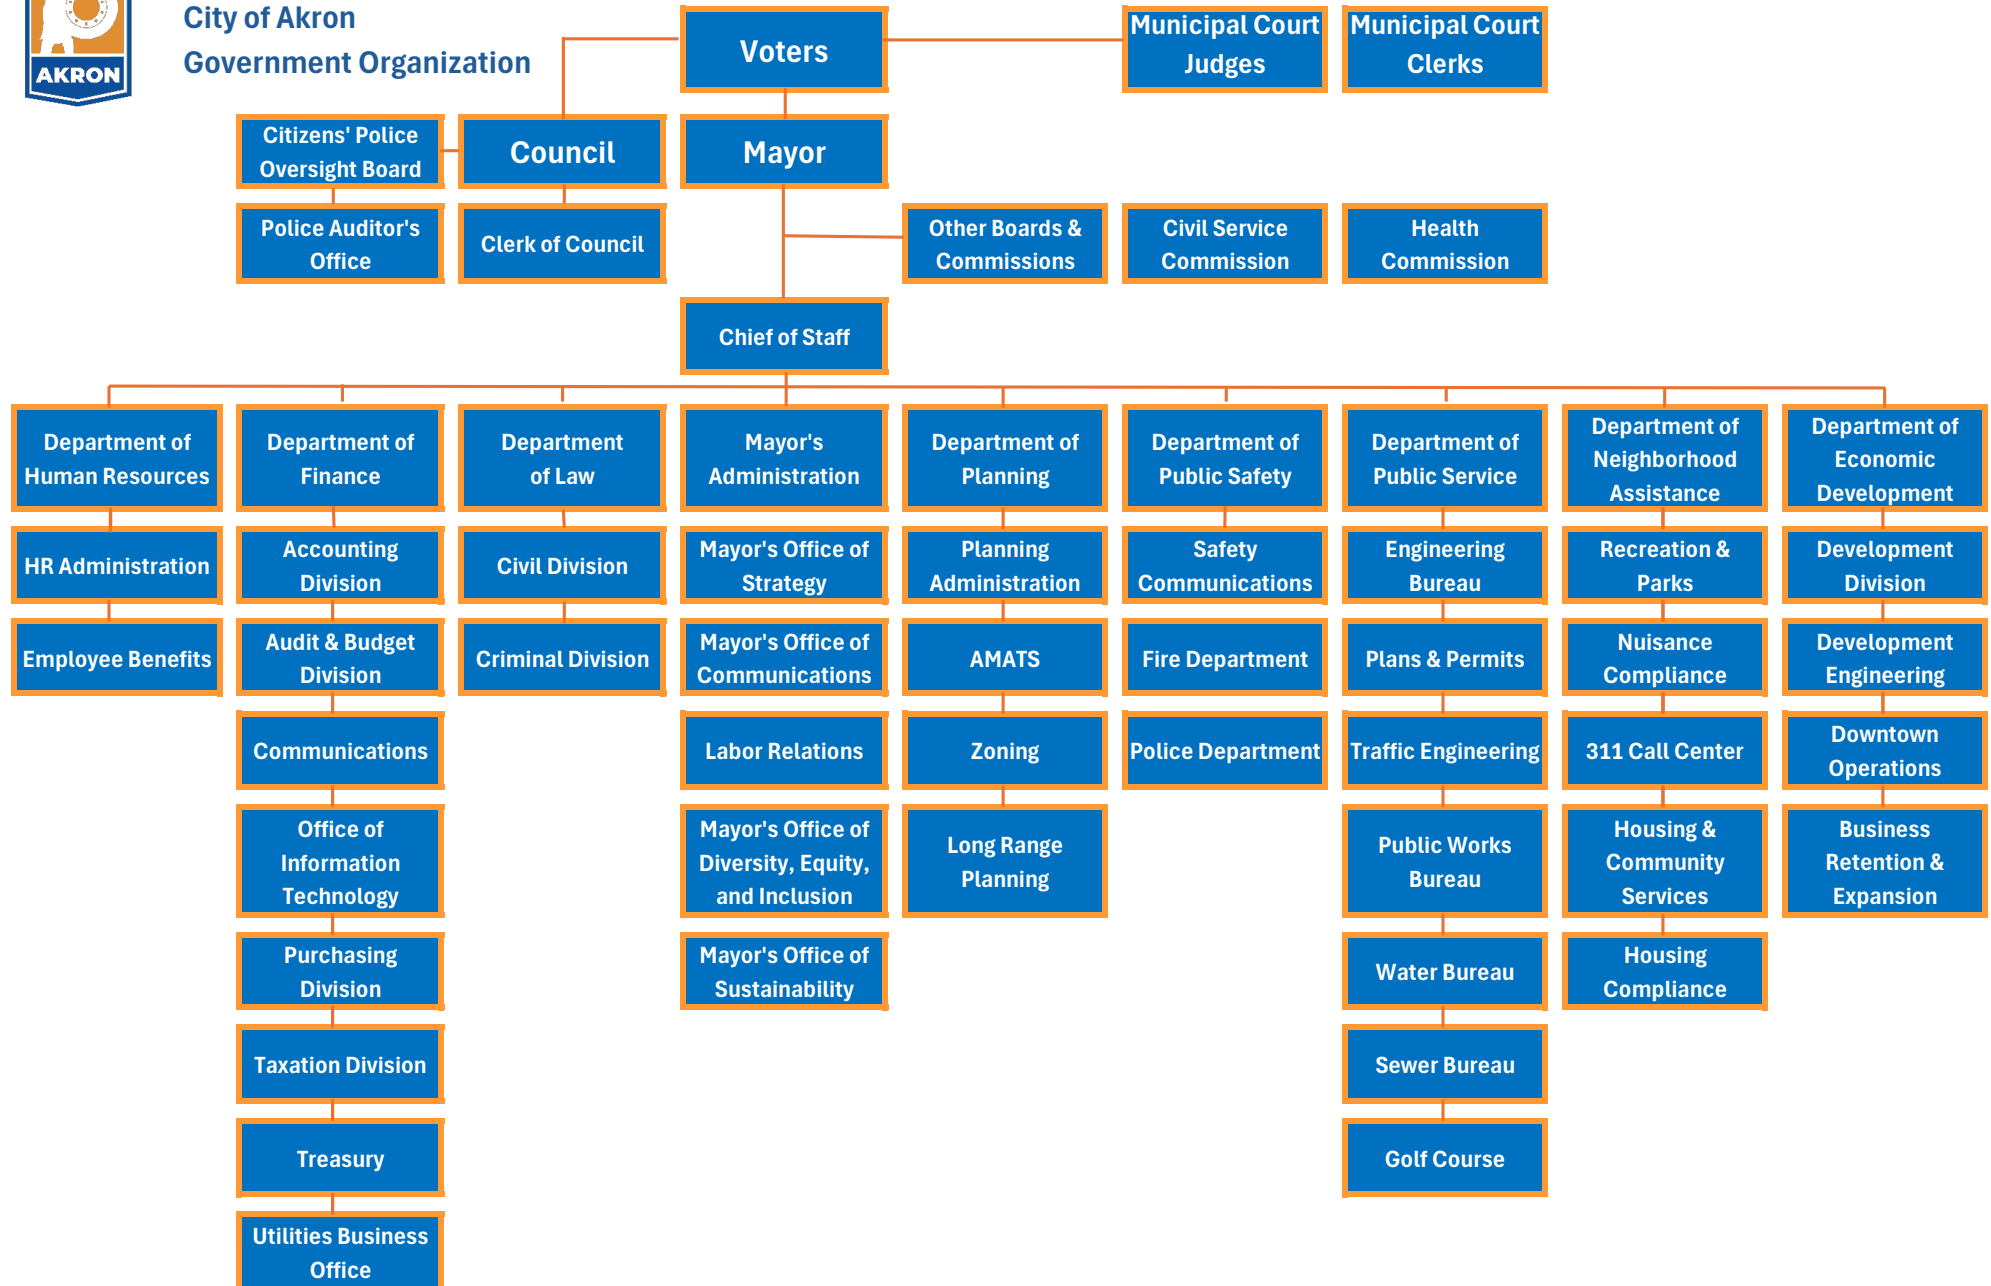 City of Akron
Government Organization
AKRON
Voters
Municipal Court
Judges
Municipal Court
Clerks
Citizens' Police
Oversight Board
Council
Mayor
Police Auditor's
Office
Clerk of Council
Other Boards &
Commissions
Civil Service
Commission
Health
Commission
Chief of Staff
Department of
Human Resources
Department of
Finance
Department
of Law
Mayor's
Administration
Department of
Planning
Department of
Public Safety
Department of
Public Service
Department of
Neighborhood
Assistance
Department of
Economic
Development
HR Administration
Accounting
Division
Civil Division
Mayor's Office of
Strategy
Planning
Administration
Safety
Communications
Engineering
Bureau
Recreation &
Parks
Development
Division
Employee Benefits
Audit & Budget
Division
Criminal Division
Mayor's Office of
Communications
AMATS
Fire Department
Plans & Permits
Nuisance
Compliance
Development
Engineering
Communications
Labor Relations
Zoning
Police Department
Traffic Engineering
311 Call Center
Downtown
Operations
Office of
Information
Technology
Mayor's Office of
Diversity, Equity,
and Inclusion
Long Range
Planning
Public Works
Bureau
Housing &
Community
Services
Business
Retention &
Expansion
Purchasing
Division
Mayor's Office of
Sustainability
Water Bureau
Housing
Compliance
Taxation Division
Sewer Bureau
Treasury
Golf Course
Utilities Business
Office